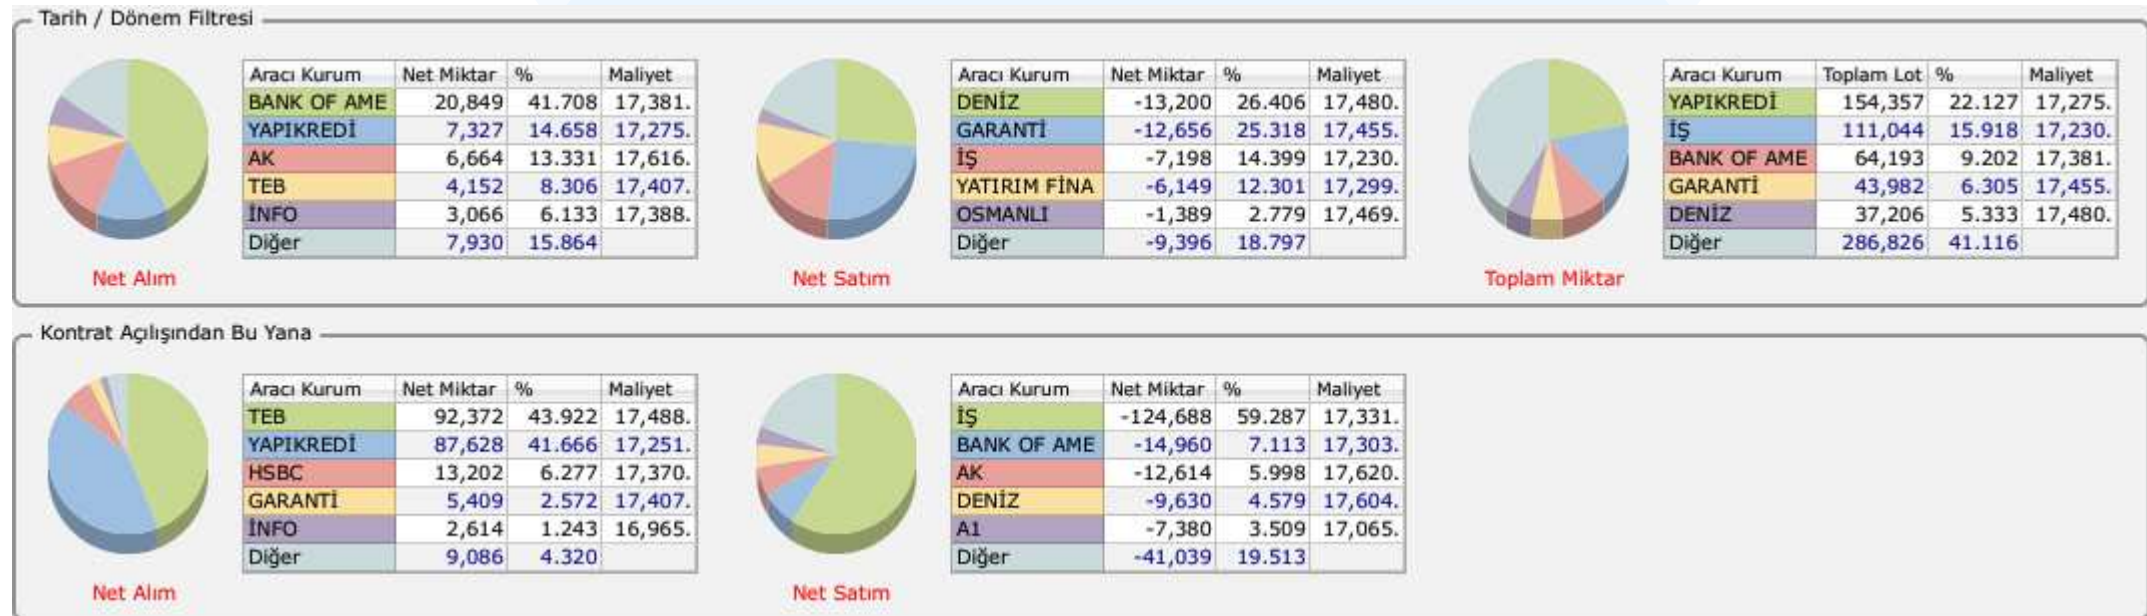 Tarih / Dönem Filtresi
Aracı Kurum Net Miktar % Maliyet
BANK OF AME 20,849 41.708 17,381.
YAPIKREDİ 7,327 14.658 17,275.
AK 6,664 13.331 17,616.
TEB 4,152 8.306 17,407.
İNFO 3,066 6.133 17,388.
Diğer 7,930 15.864
Net Alım
Aracı Kurum Net Miktar % Maliyet
DENİZ -13,200 26.406 17,480.
GARANTİ -12,656 25.318 17,455.
İŞ -7,198 14.399 17,230.
YATIRIM FİNA -6,149 12.301 17,299.
OSMANLI -1,389 2.779 17,469.
Diğer -9,396 18.797
Net Satım
Aracı Kurum Toplam Lot % Maliyet
YAPIKREDİ 154,357 22.127 17,275.
İŞ 111,044 15.918 17,230.
BANK OF AME 64,193 9.202 17,381.
GARANTİ 43,982 6.305 17,455.
DENİZ 37,206 5.333 17,480.
Diğer 286,826 41.116
Toplam Miktar
Kontrat Açılışından Bu Yana
Aracı Kurum Net Miktar % Maliyet
TEB 92,372 43.922 17,488.
YAPIKREDİ 87,628 41.666 17,251.
HSBC 13,202 6.277 17,370.
GARANTİ 5,409 2.572 17,407.
İNFO 2,614 1.243 16,965.
Diğer 9,086 4.320
Net Alım
Aracı Kurum Net Miktar % Maliyet
İŞ -124,688 59.287 17,331.
BANK OF AME -14,960 7.113 17,303.
AK -12,614 5.998 17,620.
DENİZ -9,630 4.579 17,604.
A1 -7,380 3.509 17,065.
Diğer -41,039 19.513
Net Satım